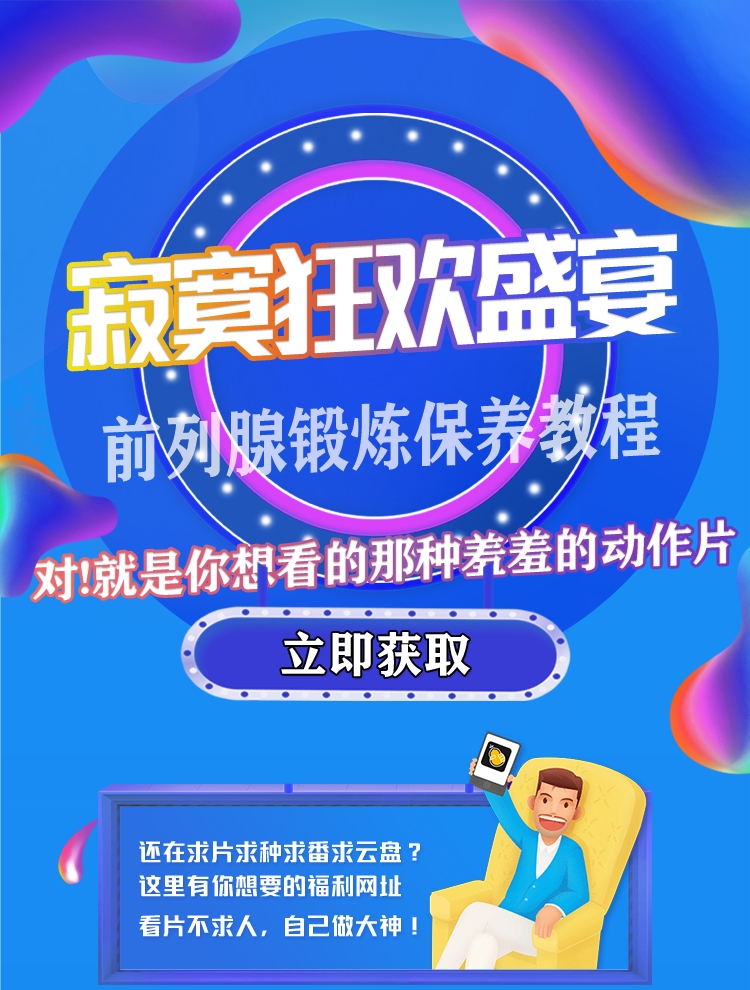 寂寞狂欢盛宴
前列腺锻炼保养教程
对!就是你想看的那种羞羞的动作片
立即获取
还在求片求种求番求云盘？
这里有你想要的福利网址
看片不求人，自己做大神！